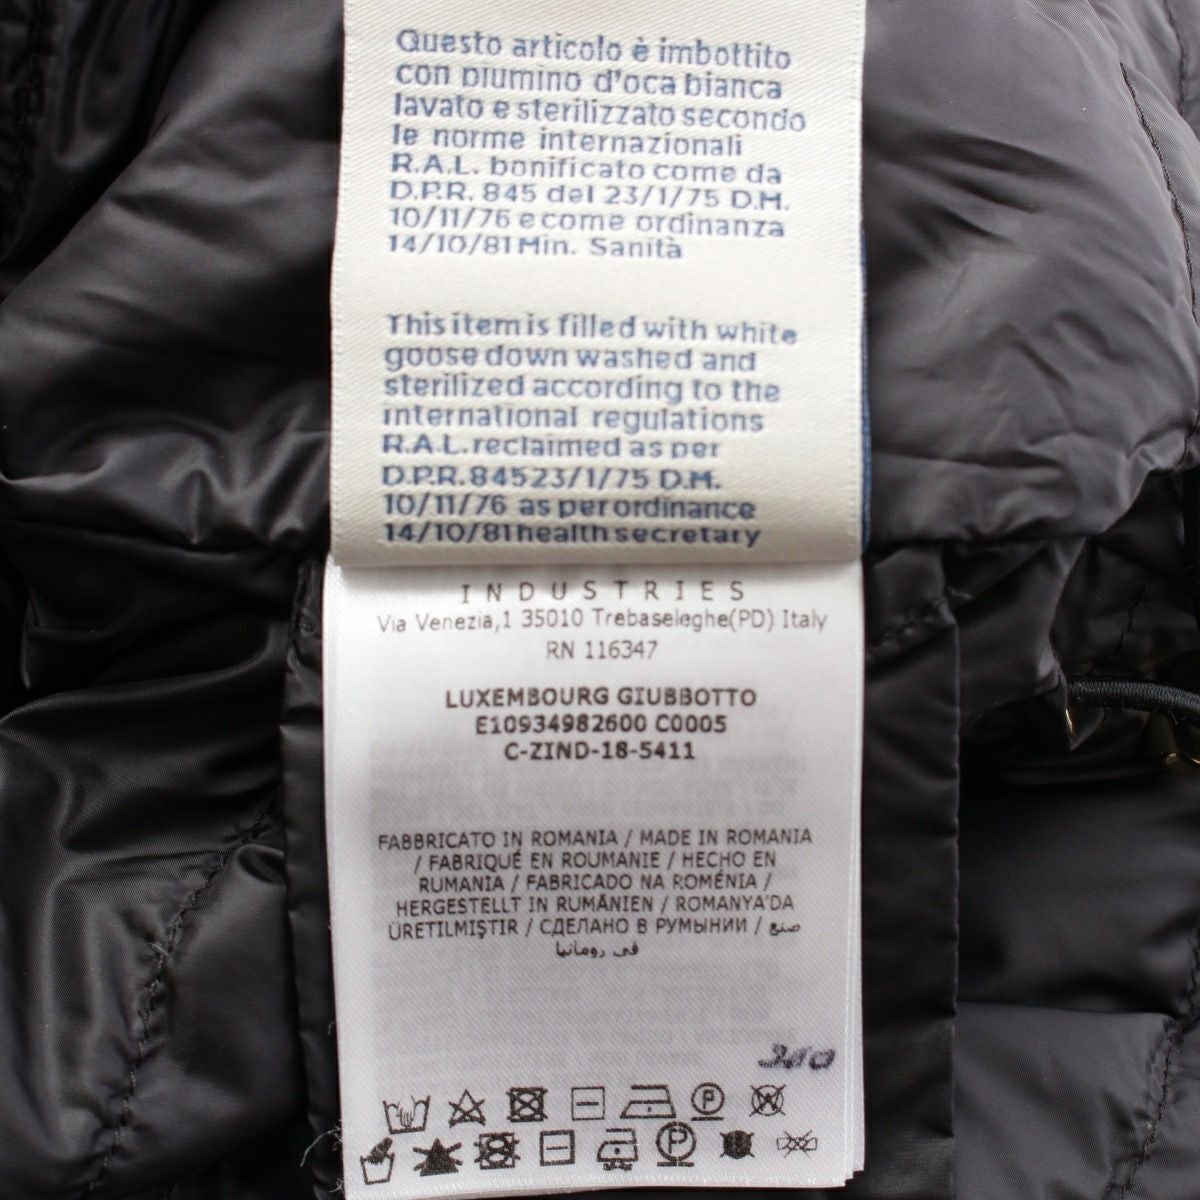 Questo articolo è imbottito
con piumino d'oca bianca
lavato e sterilizzato secondo
le norme internazionali
R.A.L. bonificato come da
D.P.R. 845 del 23/1/75 D.M.
10/11/76 e come ordinanza
14/10/81 Min. Sanità
This item is filled with white
goose down washed and
sterilized according to the
international regulations
R.A.L. reclaimed as per
D.P.R. 845 23/1/75 D.M.
10/11/76 as per ordinance
14/10/81 health secretary
INDUSTRIES
Via Venezia,1 35010 Trebaseleghe(PD) Italy
RN 116347
LUXEMBOURG GIUBBOTTO
E10934982600 C0005
C-ZIND-18-5411
FABBRICATO IN ROMANIA / MADE IN ROMANIA
/ FABRIQUÉ EN ROUMANIE / HECHO EN
RUMANIA / FABRICADO NA ROMÉNIA /
HERGESTELLT IN RUMÄNIEN / ROMANYA'DA
ÜRETILMIŞTIR / СДЕЛАНО В РУМЫНИИ / صنع
في رومانيا
P
P